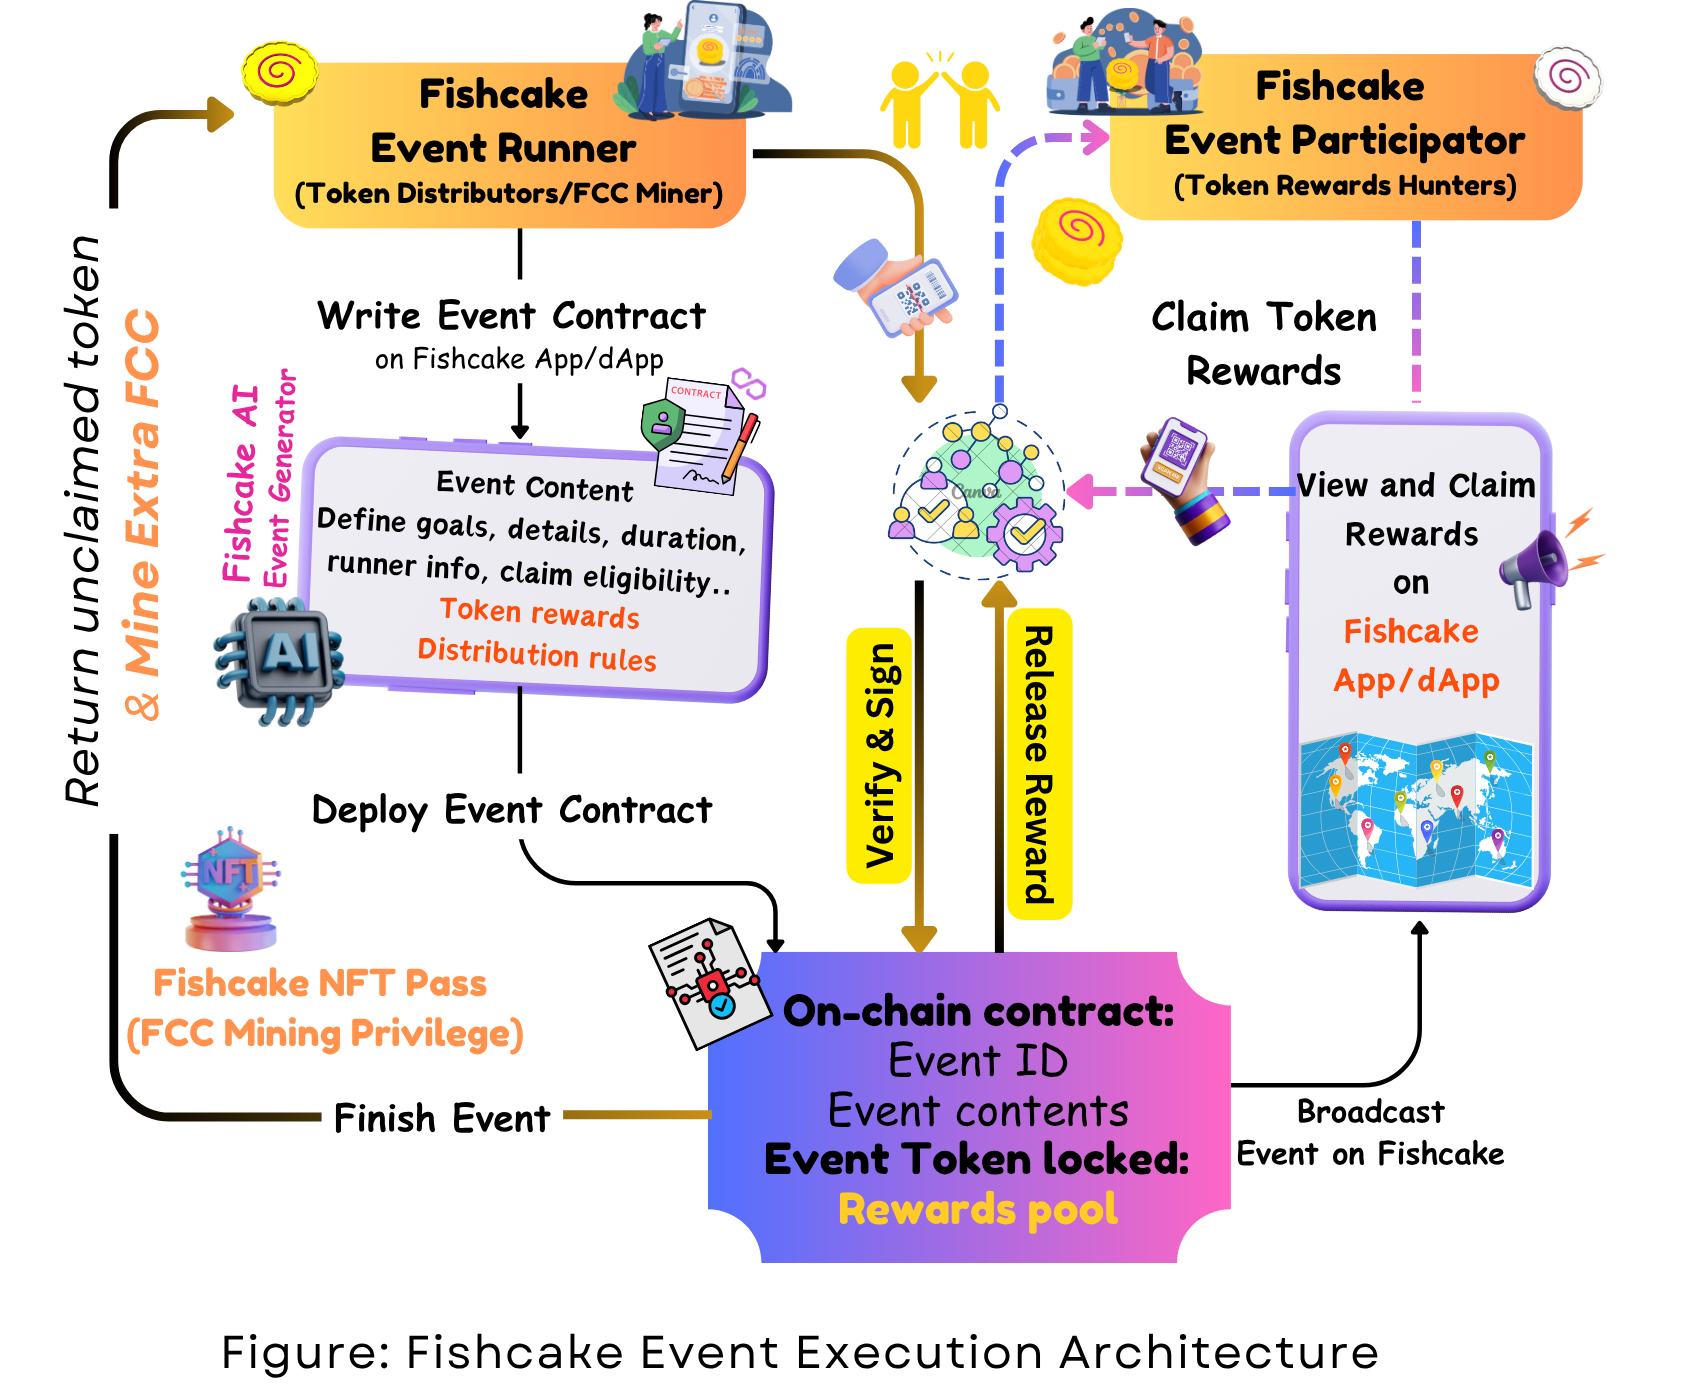 Fishcake
Event Runner
(Token Distributors/FCC Miner)
Fishcake
Event Participator
(Token Rewards Hunters)
Return unclaimed token
& Mine Extra FCC
Write Event Contract
on Fishcake App/dApp
CONTRACT
Fishcake AI
Event Generator
AI
Event Content
Define goals, details, duration,
runner info, claim eligibility..
Token rewards
Distribution rules
Claim Token
Rewards
Canva
View and Claim
Rewards
on
Fishcake
App/dApp
Verify & Sign
Release Reward
Deploy Event Contract
NFT
Fishcake NFT Pass
(FCC Mining Privilege)
Finish Event
On-chain contract:
Event ID
Event contents
Event Token locked:
Rewards pool
Broadcast
Event on Fishcake
Figure: Fishcake Event Execution Architecture